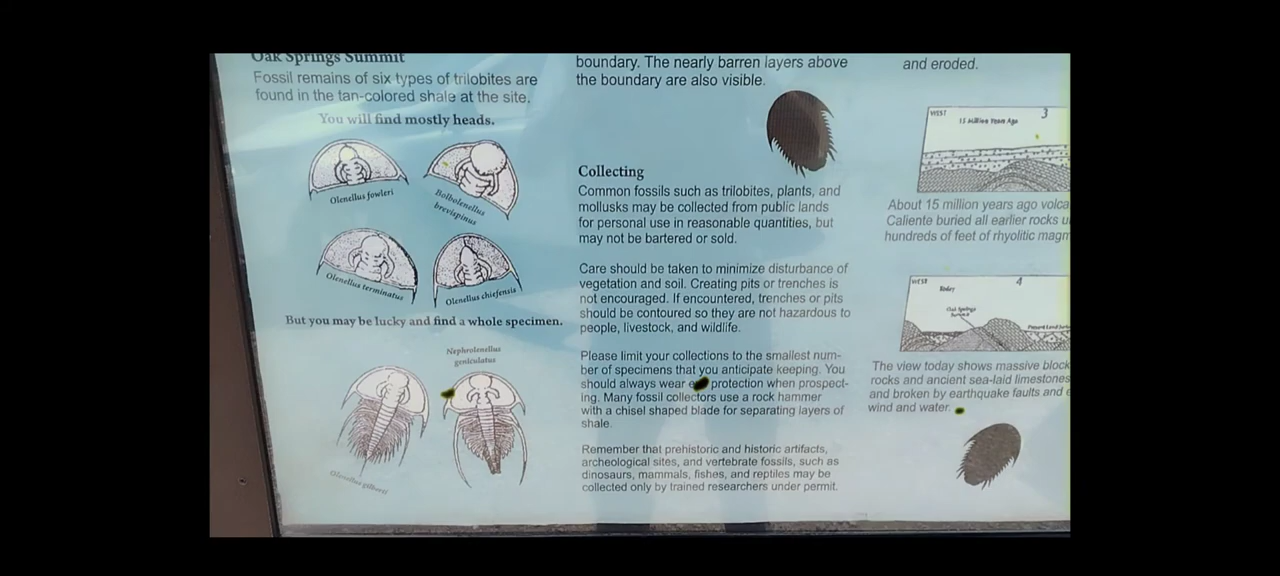 Oak Springs Summit
Fossil remains of six types of trilobites are
found in the tan-colored shale at the site.
You will find mostly heads.
Olenellus fowleri
Bolbolenellus
brevispinus
Olenellus terminatus
Olenellus chiefensis
But you may be lucky and find a whole specimen.
Nephrolenellus
geniculatus
Olenellus gilberti
boundary. The nearly barren layers above
the boundary are also visible.
Collecting
Common fossils such as trilobites, plants, and
mollusks may be collected from public lands
for personal use in reasonable quantities, but
may not be bartered or sold.
Care should be taken to minimize disturbance of
vegetation and soil. Creating pits or trenches is
not encouraged. If encountered, trenches or pits
should be contoured so they are not hazardous to
people, livestock, and wildlife.
Please limit your collections to the smallest num-
ber of specimens that you anticipate keeping. You
should always wear protection when prospect-
ing. Many fossil collectors use a rock hammer
with a chisel shaped blade for separating layers of
shale.
Remember that prehistoric and historic artifacts,
archeological sites, and vertebrate fossils, such as
dinosaurs, mammals, fishes, and reptiles may be
collected only by trained researchers under permit.
and eroded.
WEST
15 Million Years Ago
3
About 15 million years ago volca
Caliente buried all earlier rocks u
hundreds of feet of rhyolitic magm
WEST
Today
4
Oak Springs
Summit
Present Land Surface
The view today shows massive block
rocks and ancient sea-laid limestones
and broken by earthquake faults and e
wind and water.